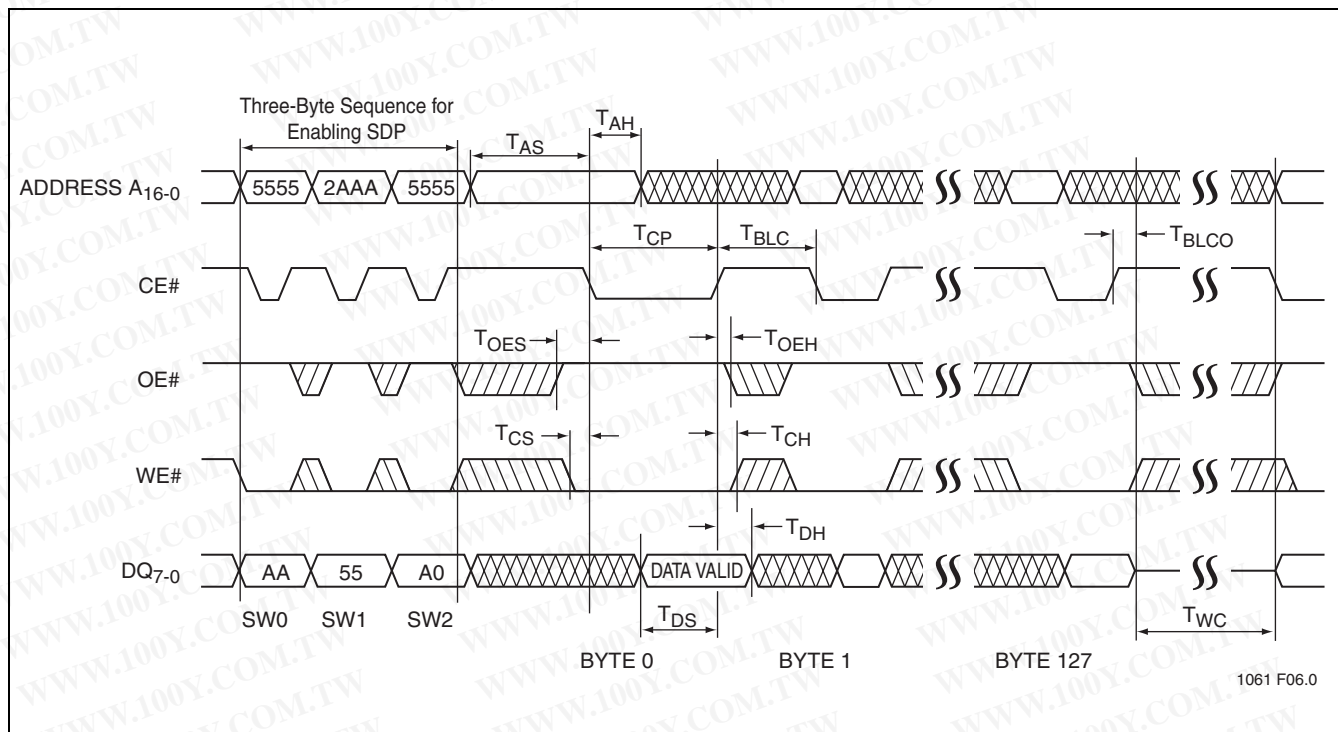 Three-Byte Sequence for
Enabling SDP
TAS
TAH
ADDRESS A16-0
5555 2AAA 5555
TCP
TBLC
TBLCO
CE#
TOES
TOEH
OE#
TCS
TCH
WE#
TDH
DQ7-0
AA 55 A0
DATA VALID
SW0 SW1 SW2
TDS
TWC
BYTE 0
BYTE 1
BYTE 127
1061 F06.0
WWW.100Y.COM.TW